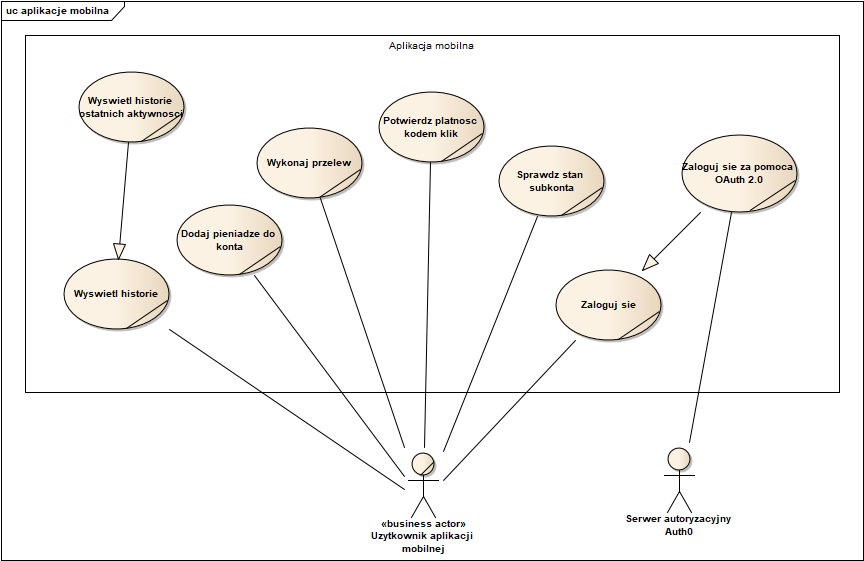 uc aplikacje mobilna
Aplikacja mobilna
Wyswietl historie
ostatnich aktywnosci
Potwierdz platnosc
kodem klik
Wykonaj przelew
Sprawdz stan
subkonta
Zaloguj sie za pomoca
OAuth 2.0
Dodaj pieniadze do
konta
Wyswietl historie
Zaloguj sie
«business actor»
Uzytkownik aplikacji
mobilnej
Serwer autoryzacyjny
Auth0